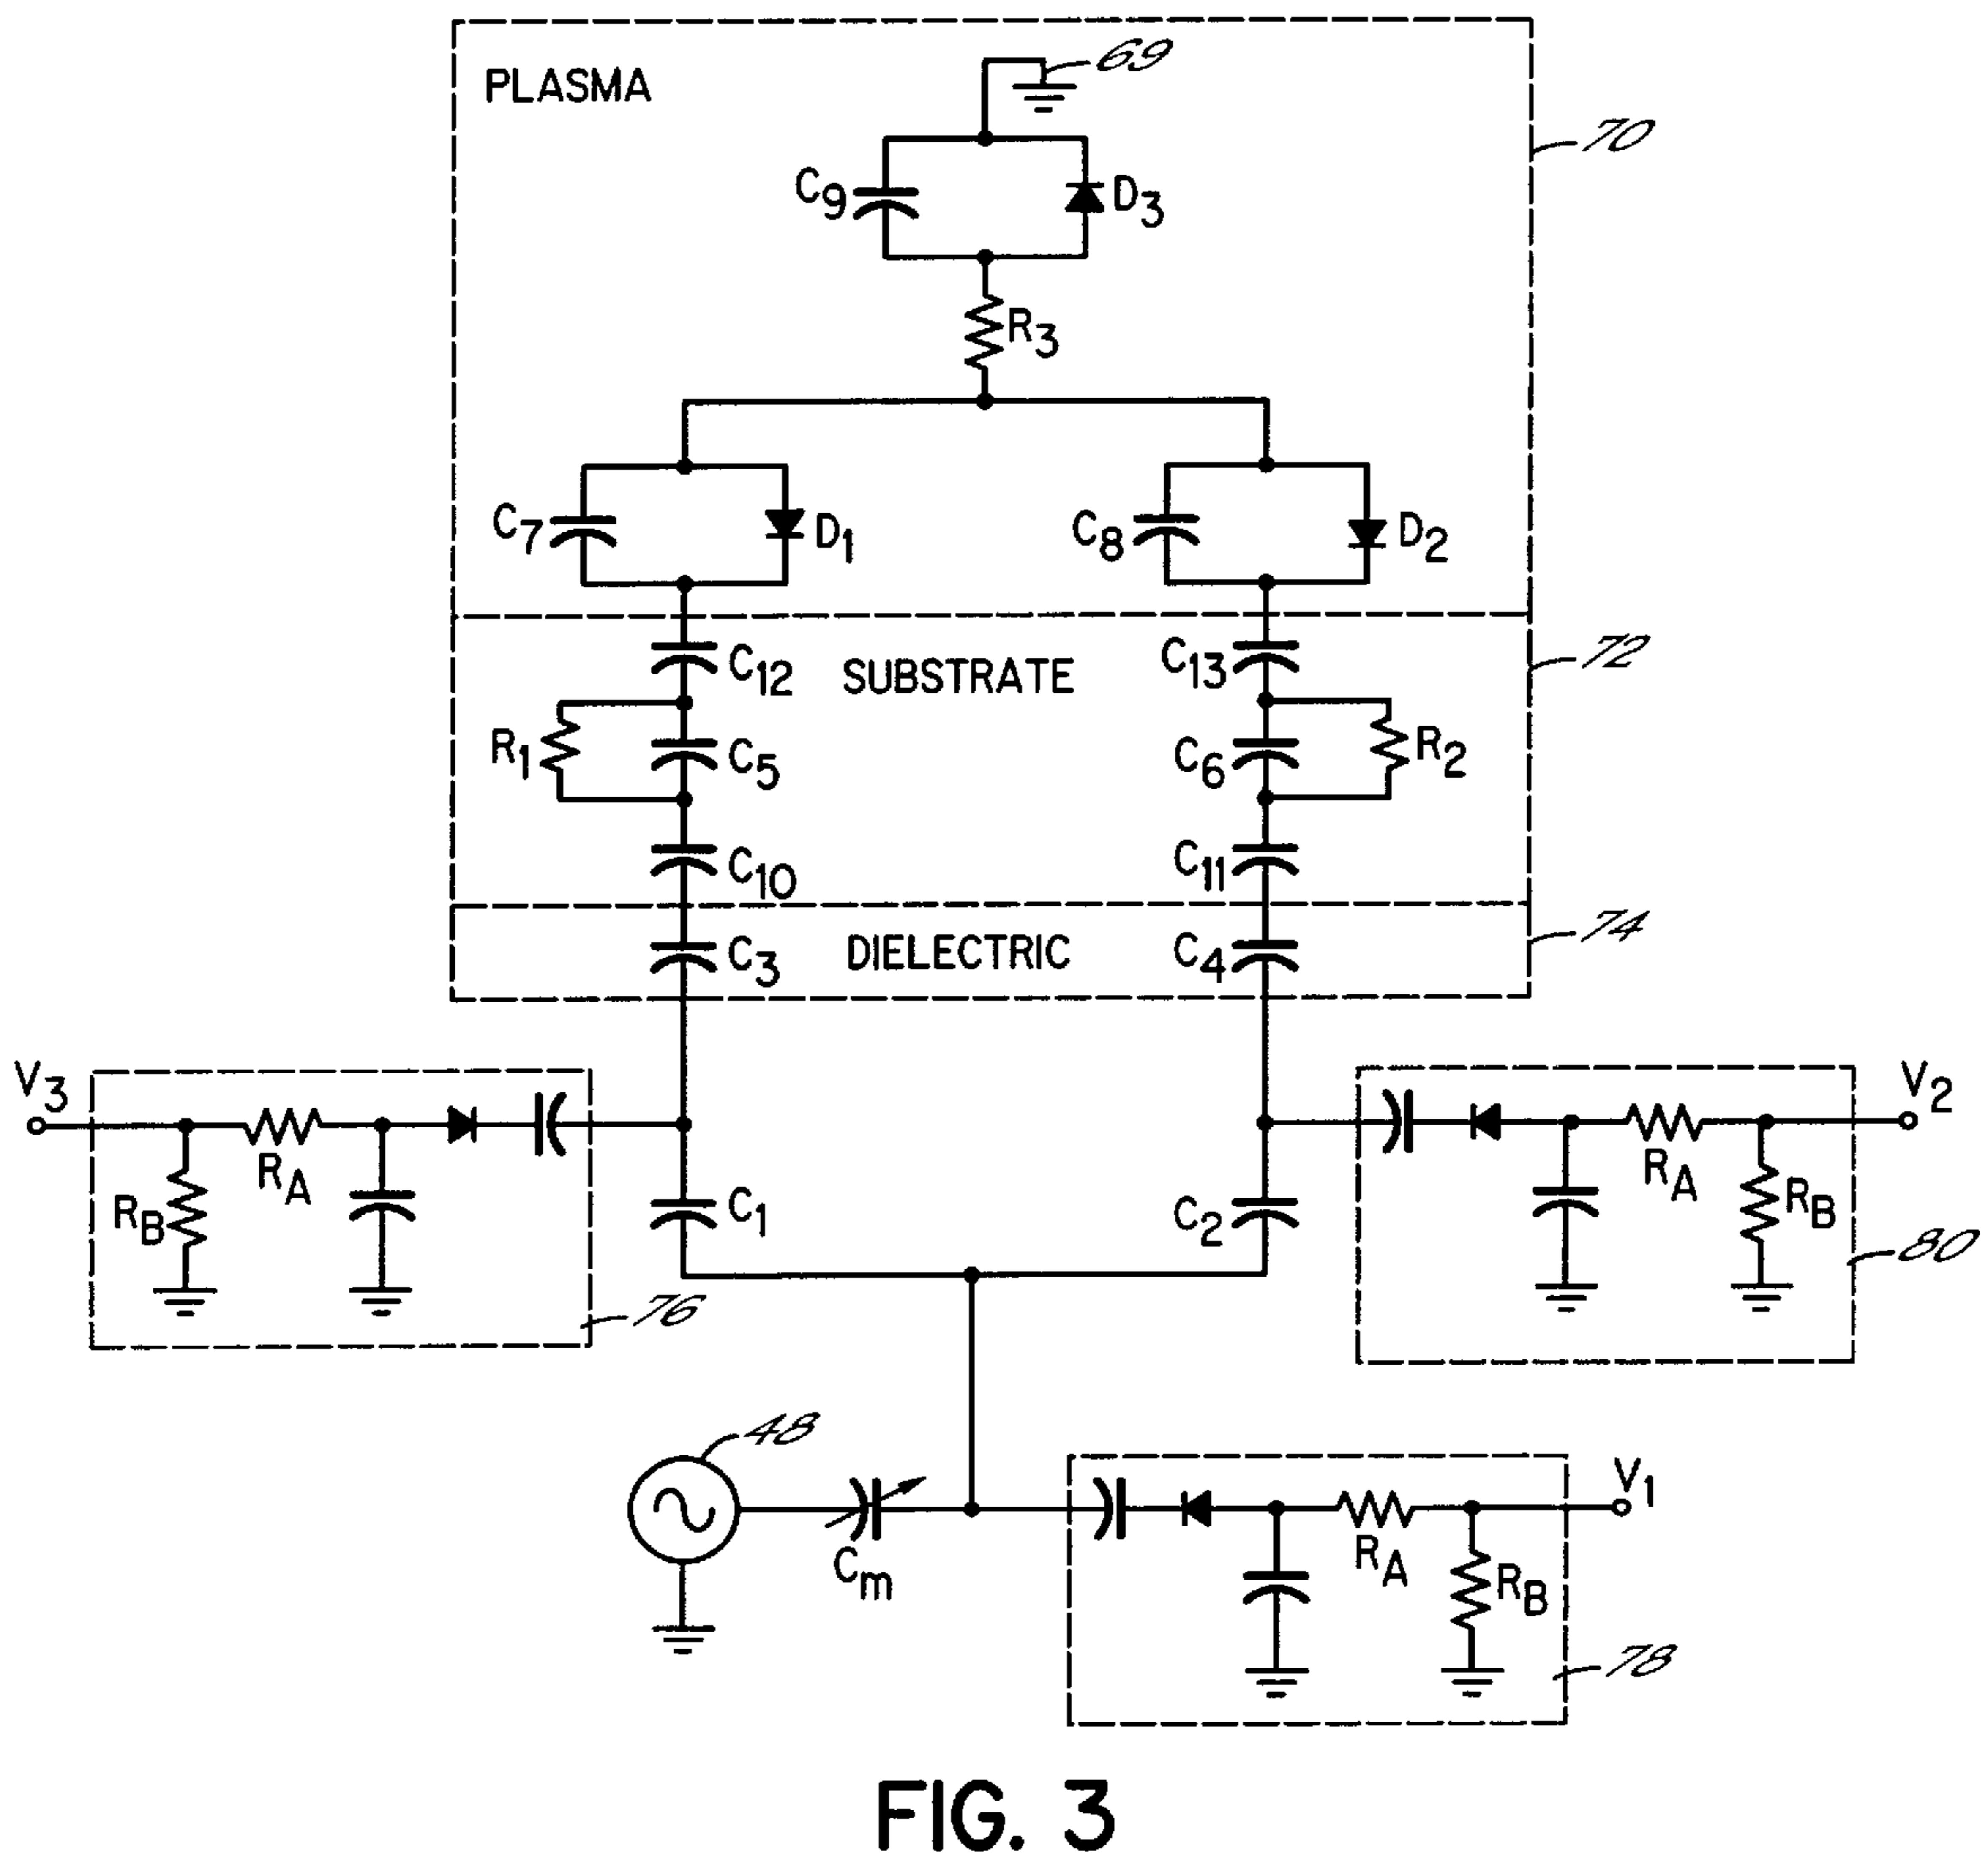 69
PLASMA
70
C9
D3
R3
C7
D1
C8
D2
72
C12
SUBSTRATE
C13
R1
C5
C6
R2
C10
C11
74
C3
DIELECTRIC
C4
V3
V2
RA
RA
RB
RB
C1
C2
80
76
48
V1
Cm
RA
RB
78
FIG. 3